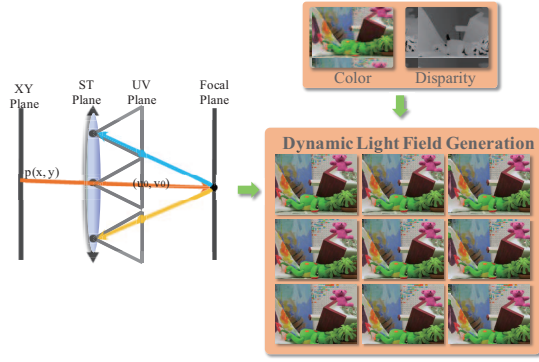 Color
Disparity
XY
Plane
ST
Plane
UV
Plane
Focal
Plane
p(x, y)
(u₀, v₀)
Dynamic Light Field Generation